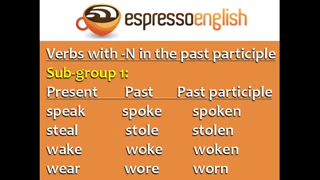 espressoenglish
Verbs with -N in the past participle
Sub-group 1:
Present Past Past participle
speak spoke spoken
steal stole stolen
wake woke woken
wear wore worn